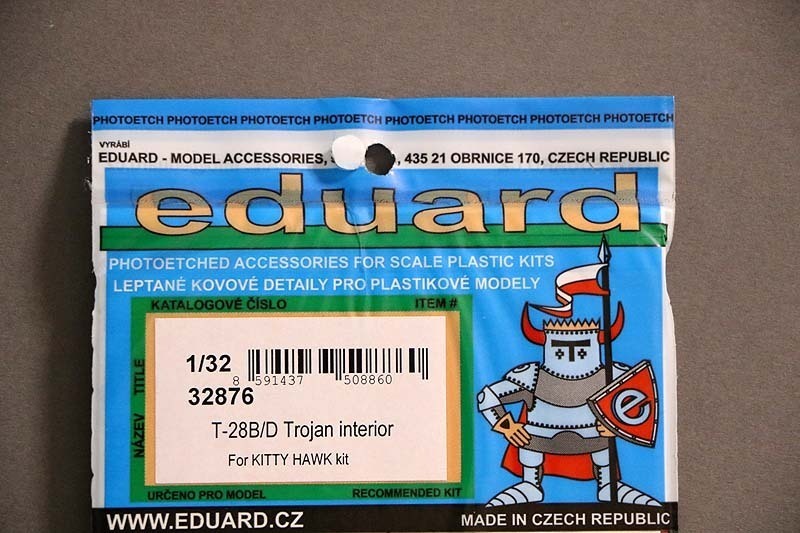 PHOTOETCH PHOTOETCH PHOTOETCH PHOTOETCH PHOTOETCH PHOTOETCH PHOTOETCH PHOTOETCH
VYRÁBÍ
EDUARD - MODEL ACCESSORIES, 435 21 OBRNICE 170, CZECH REPUBLIC
eduard
PHOTOETCHED ACCESSORIES FOR SCALE PLASTIC KITS
LEPTANÉ KOVOVÉ DETAILY PRO PLASTIKOVÉ MODELY
KATALOGOVÉ ČÍSLO ITEM #
NÁZEV TITLE
1/32
8 591437 508860
32876
T-28B/D Trojan interior
For KITTY HAWK kit
URČENO PRO MODEL RECOMMENDED KIT
e
WWW.EDUARD.CZ MADE IN CZECH REPUBLIC